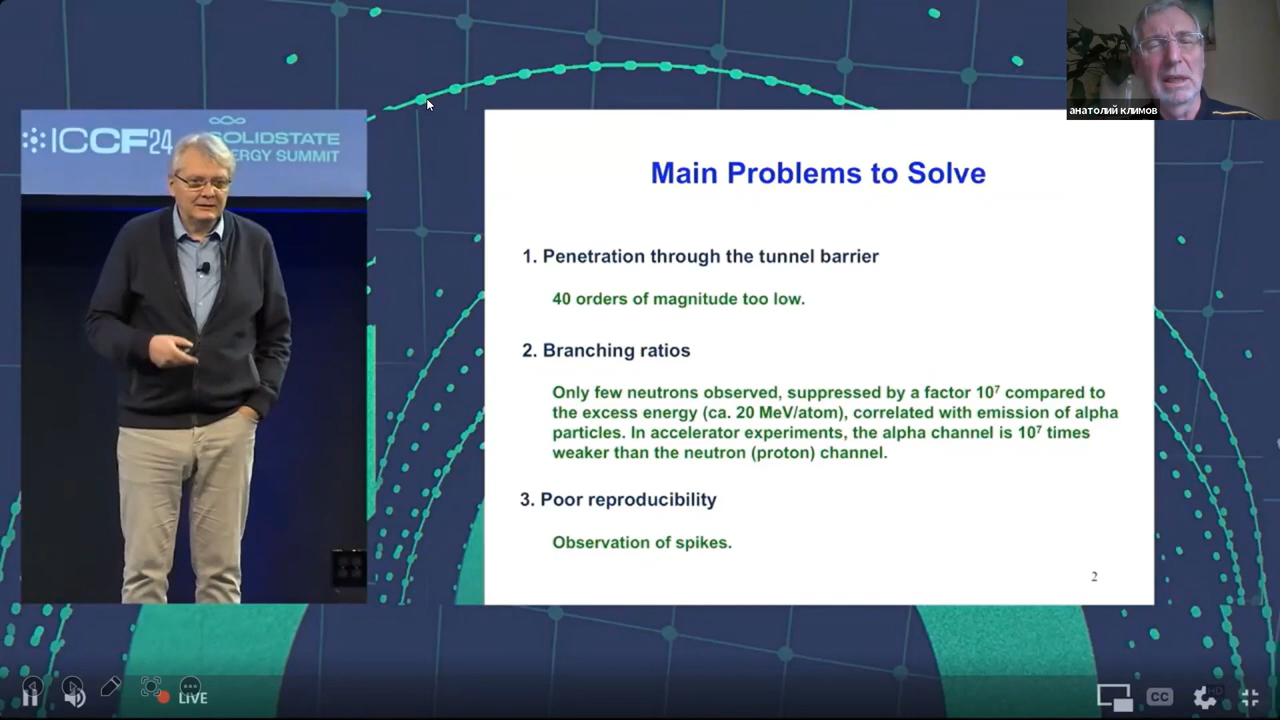 анатолий климов
ICCF24
SOLIDSTATE
ERGY SUMMIT
Main Problems to Solve
1. Penetration through the tunnel barrier
40 orders of magnitude too low.
2. Branching ratios
Only few neutrons observed, suppressed by a factor 10⁷ compared to
the excess energy (ca. 20 MeV/atom), correlated with emission of alpha
particles. In accelerator experiments, the alpha channel is 10⁷ times
weaker than the neutron (proton) channel.
3. Poor reproducibility
Observation of spikes.
2
LIVE
CC
HD